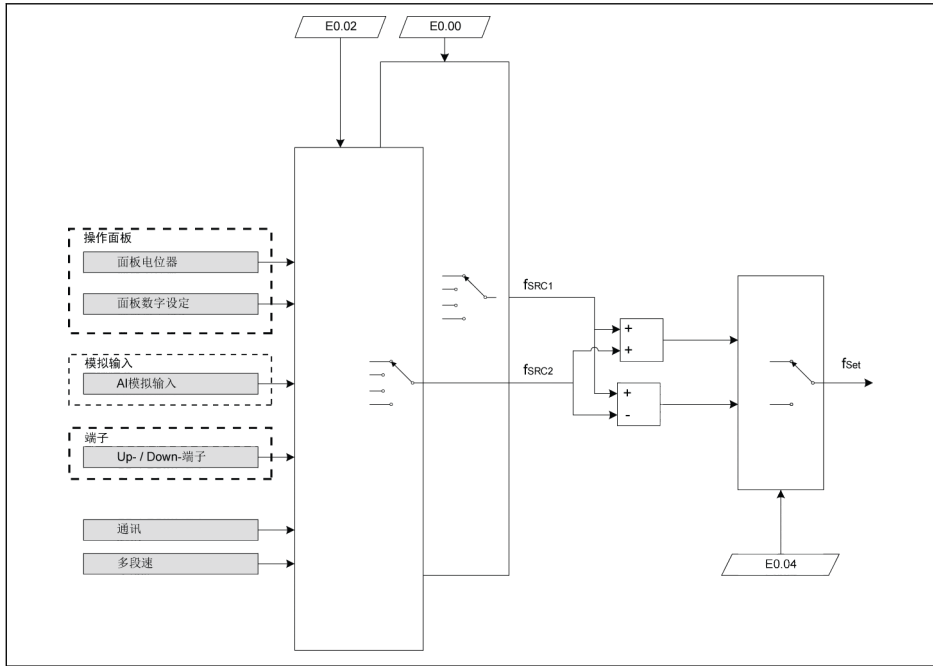 E0.02
E0.00
操作面板
面板电位器
面板数字设定
模拟输入
AI模拟输入
端子
Up- / Down-端子
通讯
多段速
fSRC1
fSRC2
+
+
+
-
fSet
E0.04